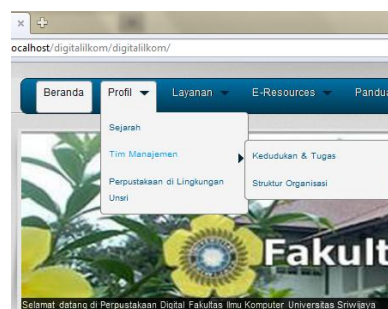 ocalhost/digitalilkom/digitalilkom/
Beranda Profil Layanan E-Resources Pandua
Sejarah
Tim Manajemen
Kedudukan & Tugas
Perpustakaan di Lingkungan
Unsri
Struktur Organisasi
Fakult
Selamat datang di Perpustakaan Digital Fakultas Ilmu Komputer Universitas Sriwijaya